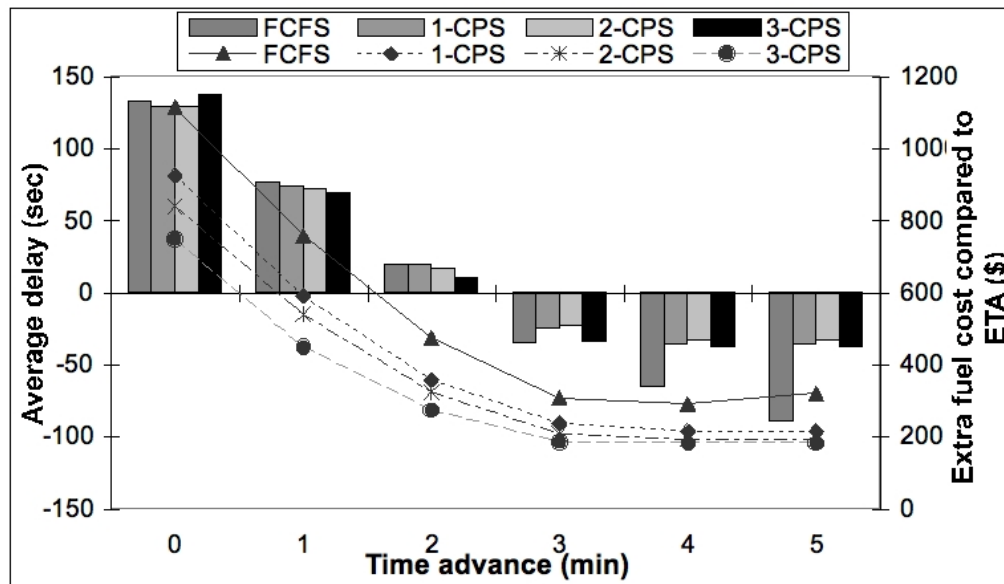 FCFS 1-CPS 2-CPS 3-CPS
FCFS 1-CPS 2-CPS 3-CPS
Average delay (sec)
150
100
50
0
-50
-100
-150
1200
1000
800
600
400
200
0
Extra fuel cost compared to
ETA ($)
0 1 2 3 4 5
Time advance (min)